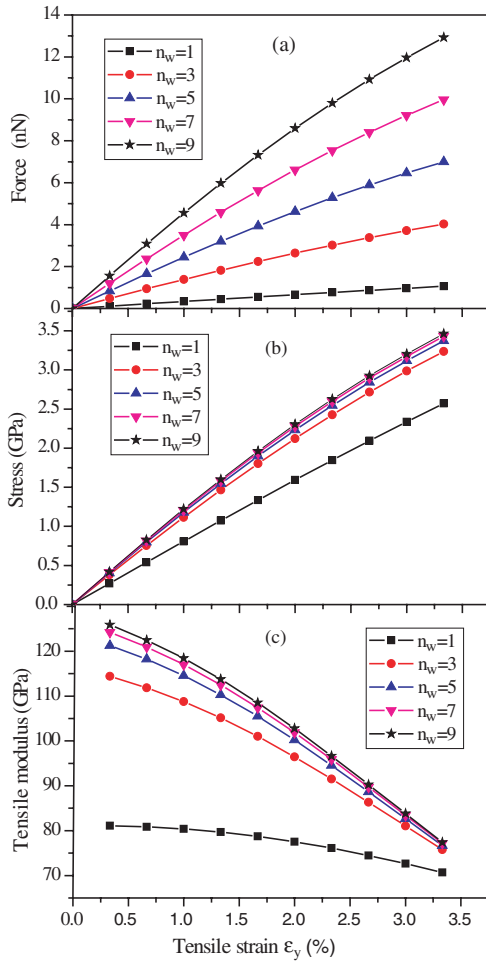 14
12
10
8
6
4
2
0
Force (nN)
(a)
n_w=1
n_w=3
n_w=5
n_w=7
n_w=9
3.5
3.0
2.5
2.0
1.5
1.0
0.5
0.0
Stress (GPa)
(b)
n_w=1
n_w=3
n_w=5
n_w=7
n_w=9
120
110
100
90
80
70
Tensile modulus (GPa)
(c)
n_w=1
n_w=3
n_w=5
n_w=7
n_w=9
0.0 0.5 1.0 1.5 2.0 2.5 3.0 3.5
Tensile strain ε_y (%)